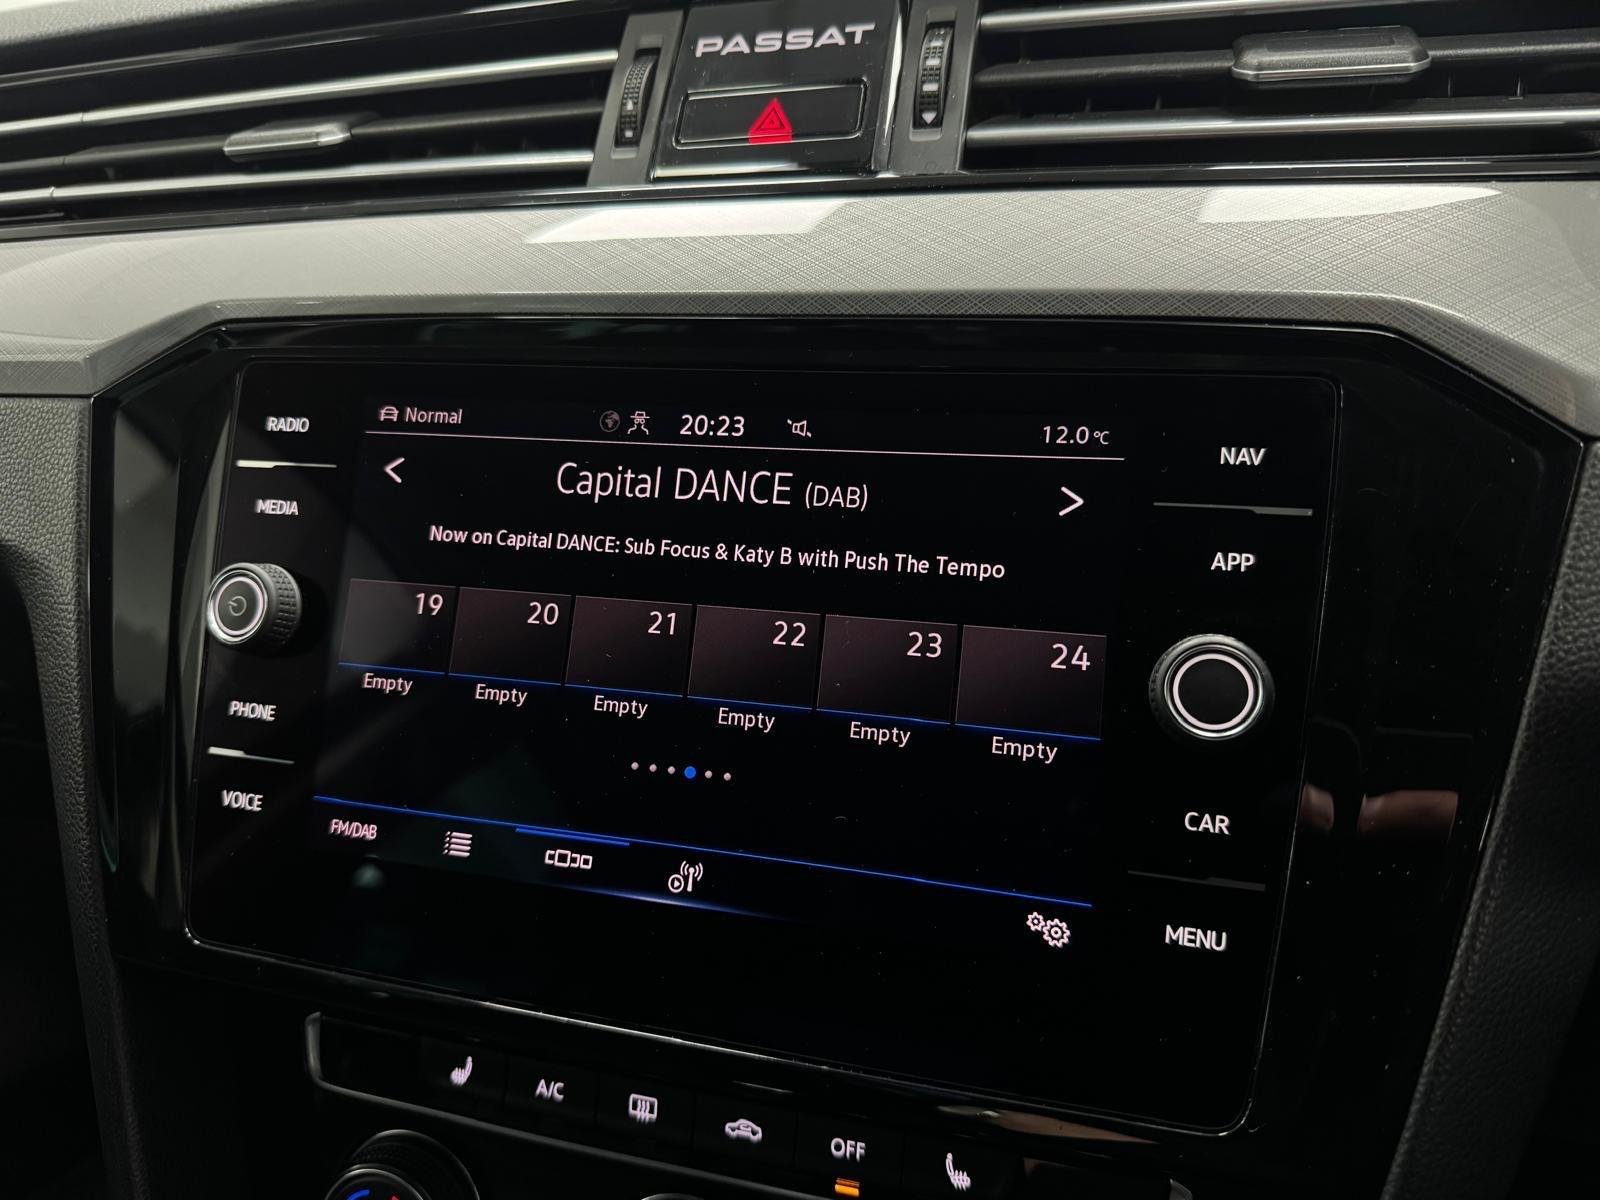 PASSAT
RADIO
MEDIA
PHONE
VOICE
Normal
20:23
12.0 °C
Capital DANCE (DAB)
Now on Capital DANCE: Sub Focus & Katy B with Push The Tempo
19 20 21 22 23 24
Empty Empty Empty Empty Empty Empty
FM/DAB
NAV
APP
CAR
MENU
A/C
OFF